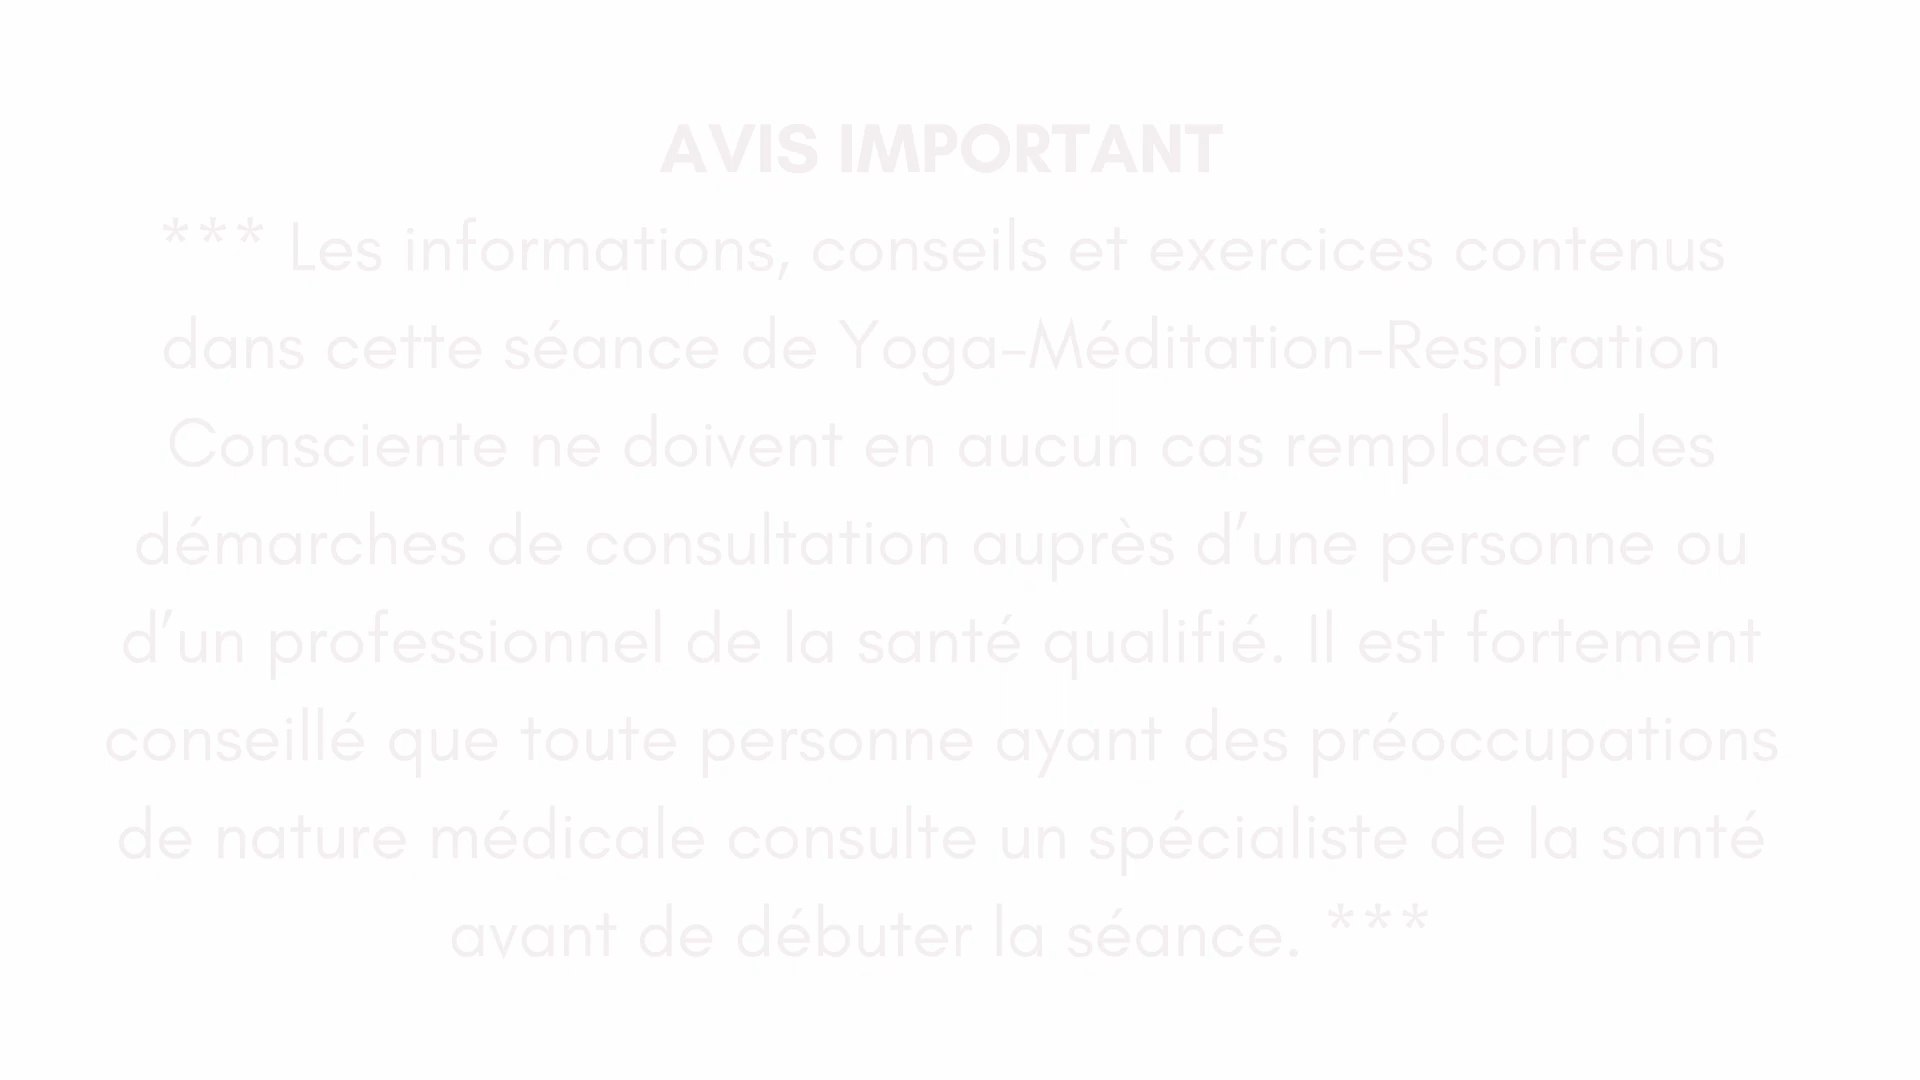 AVIS IMPORTANT
*** Les informations, conseils et exercices contenus
dans cette séance de Yoga-Méditation-Respiration
Consciente ne doivent en aucun cas remplacer des
démarches de consultation auprès d’une personne ou
d’un professionnel de la santé qualifié. Il est fortement
conseillé que toute personne ayant des préoccupations
de nature médicale consulte un spécialiste de la santé
avant de débuter la séance. ***